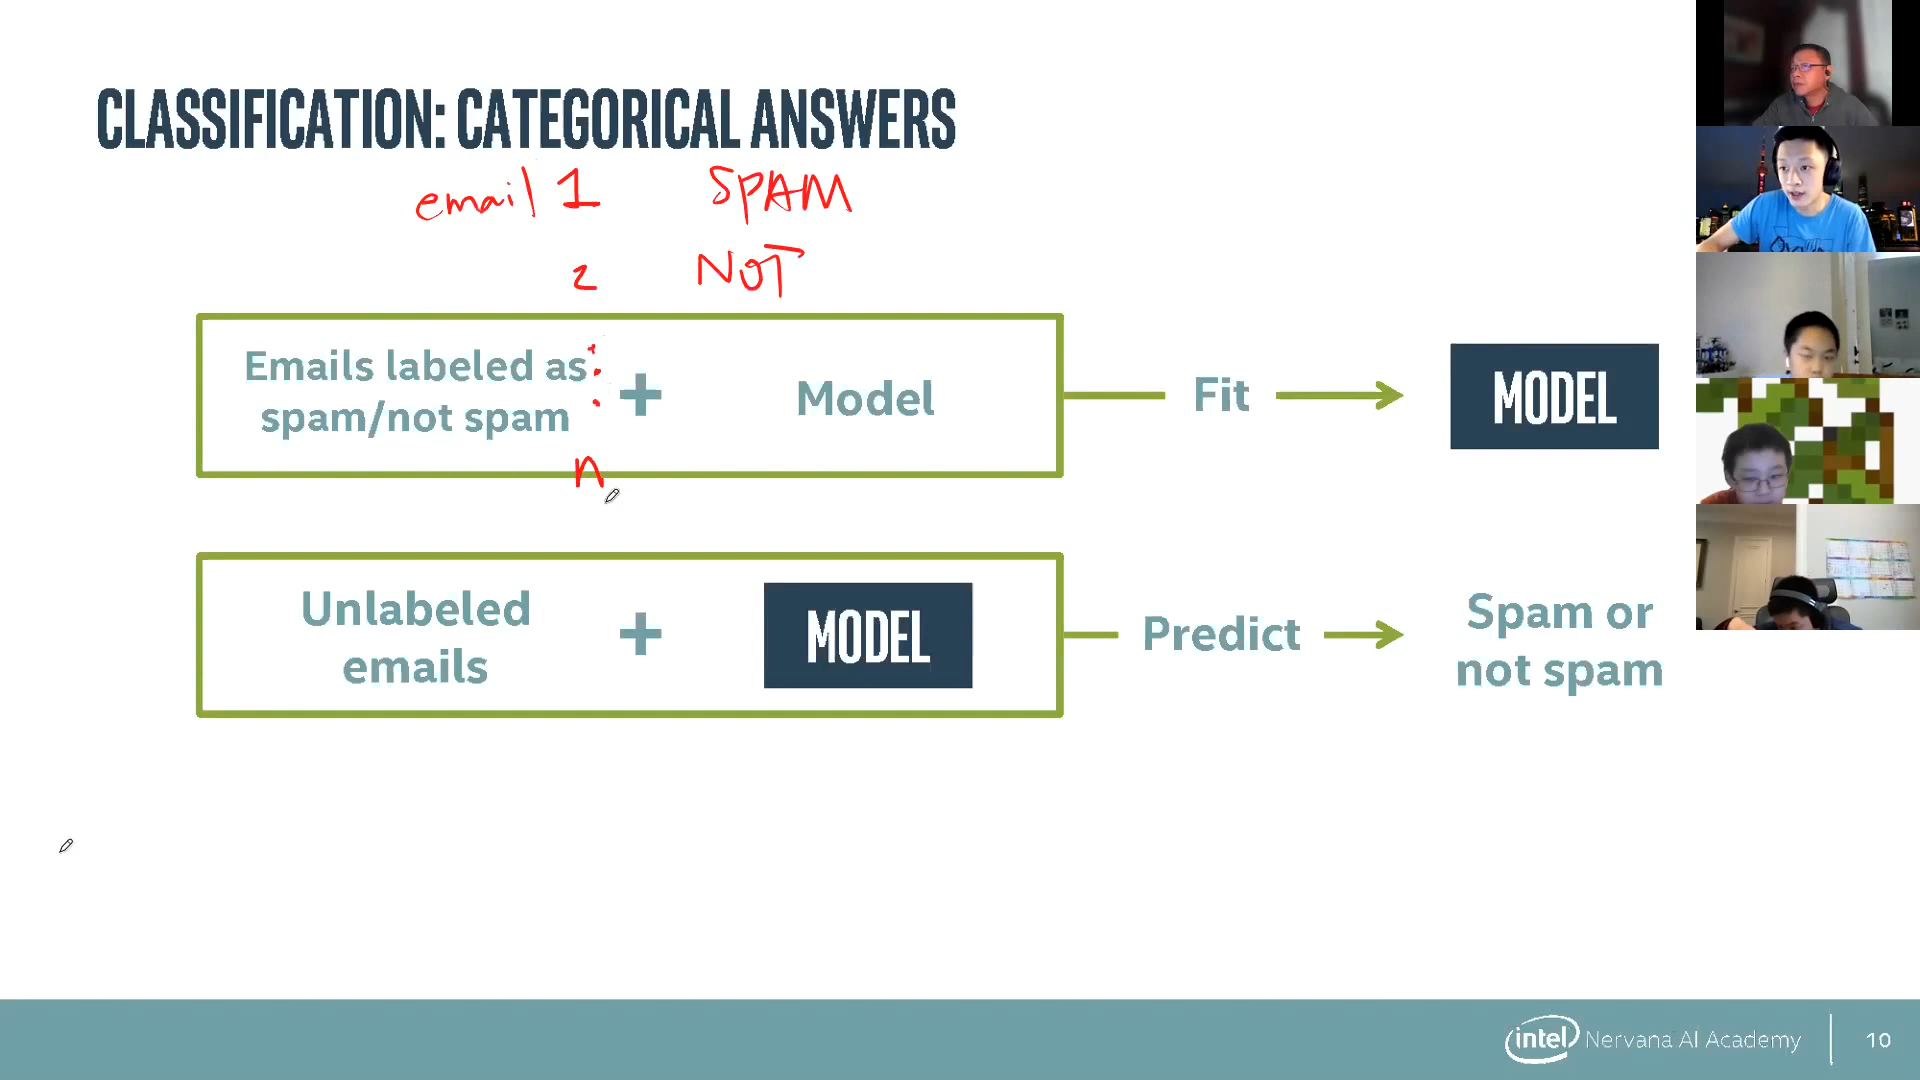 CLASSIFICATION: CATEGORICAL ANSWERS
email 1 SPAM
2 NOT
Emails labeled as
spam/not spam
+
Model
Fit
MODEL
n
Unlabeled
emails
+
MODEL
Predict
Spam or
not spam
intel Nervana AI Academy 10